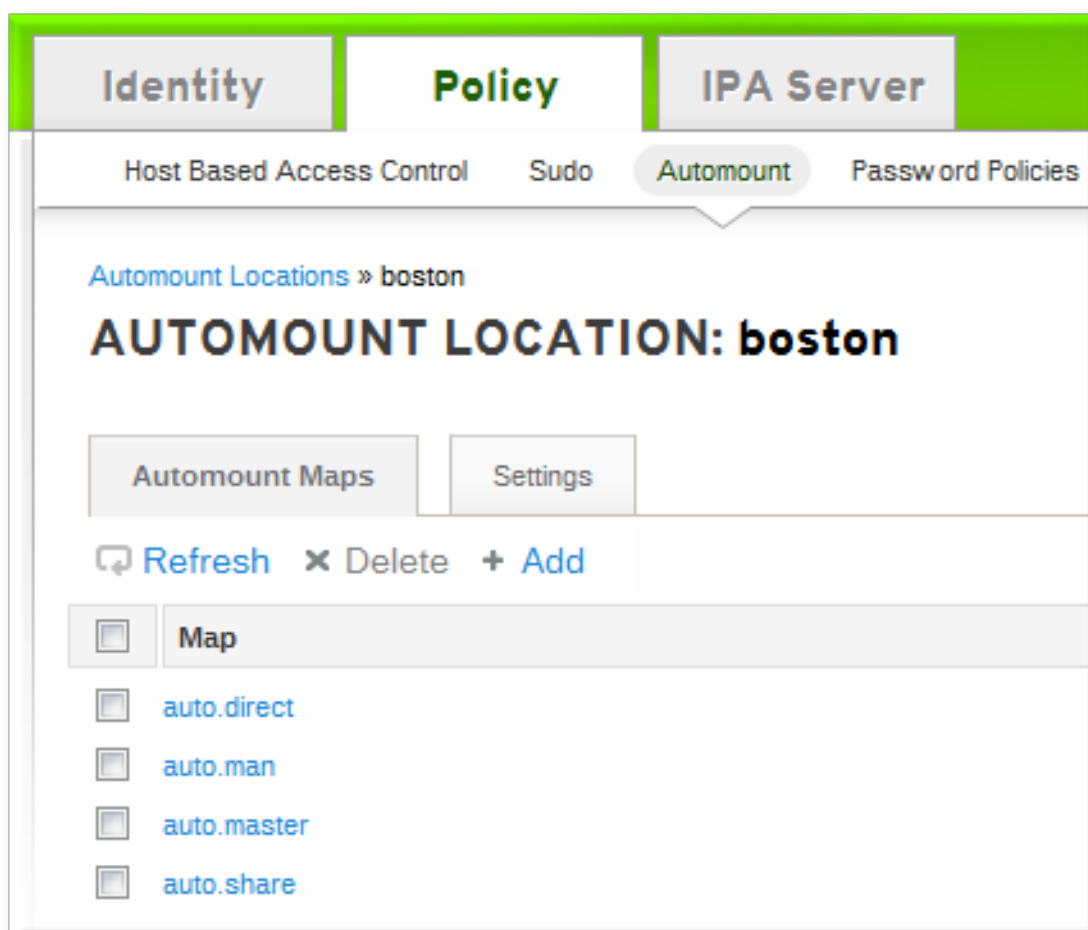 Identity Policy IPA Server
Host Based Access Control Sudo Automount Password Policies
Automount Locations » boston
AUTOMOUNT LOCATION: boston
Automount Maps Settings
Refresh Delete + Add
Map
auto.direct
auto.man
auto.master
auto.share